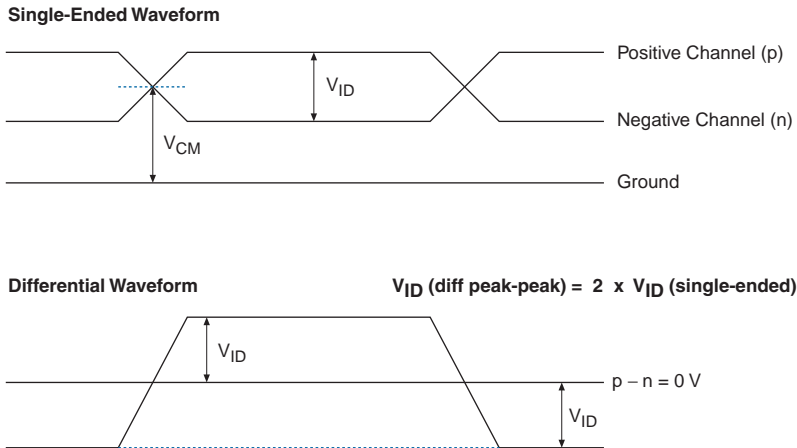 Single-Ended Waveform
Positive Channel (p)
VID
Negative Channel (n)
VCM
Ground
Differential Waveform
VID (diff peak-peak) = 2 x VID (single-ended)
VID
p – n = 0 V
VID